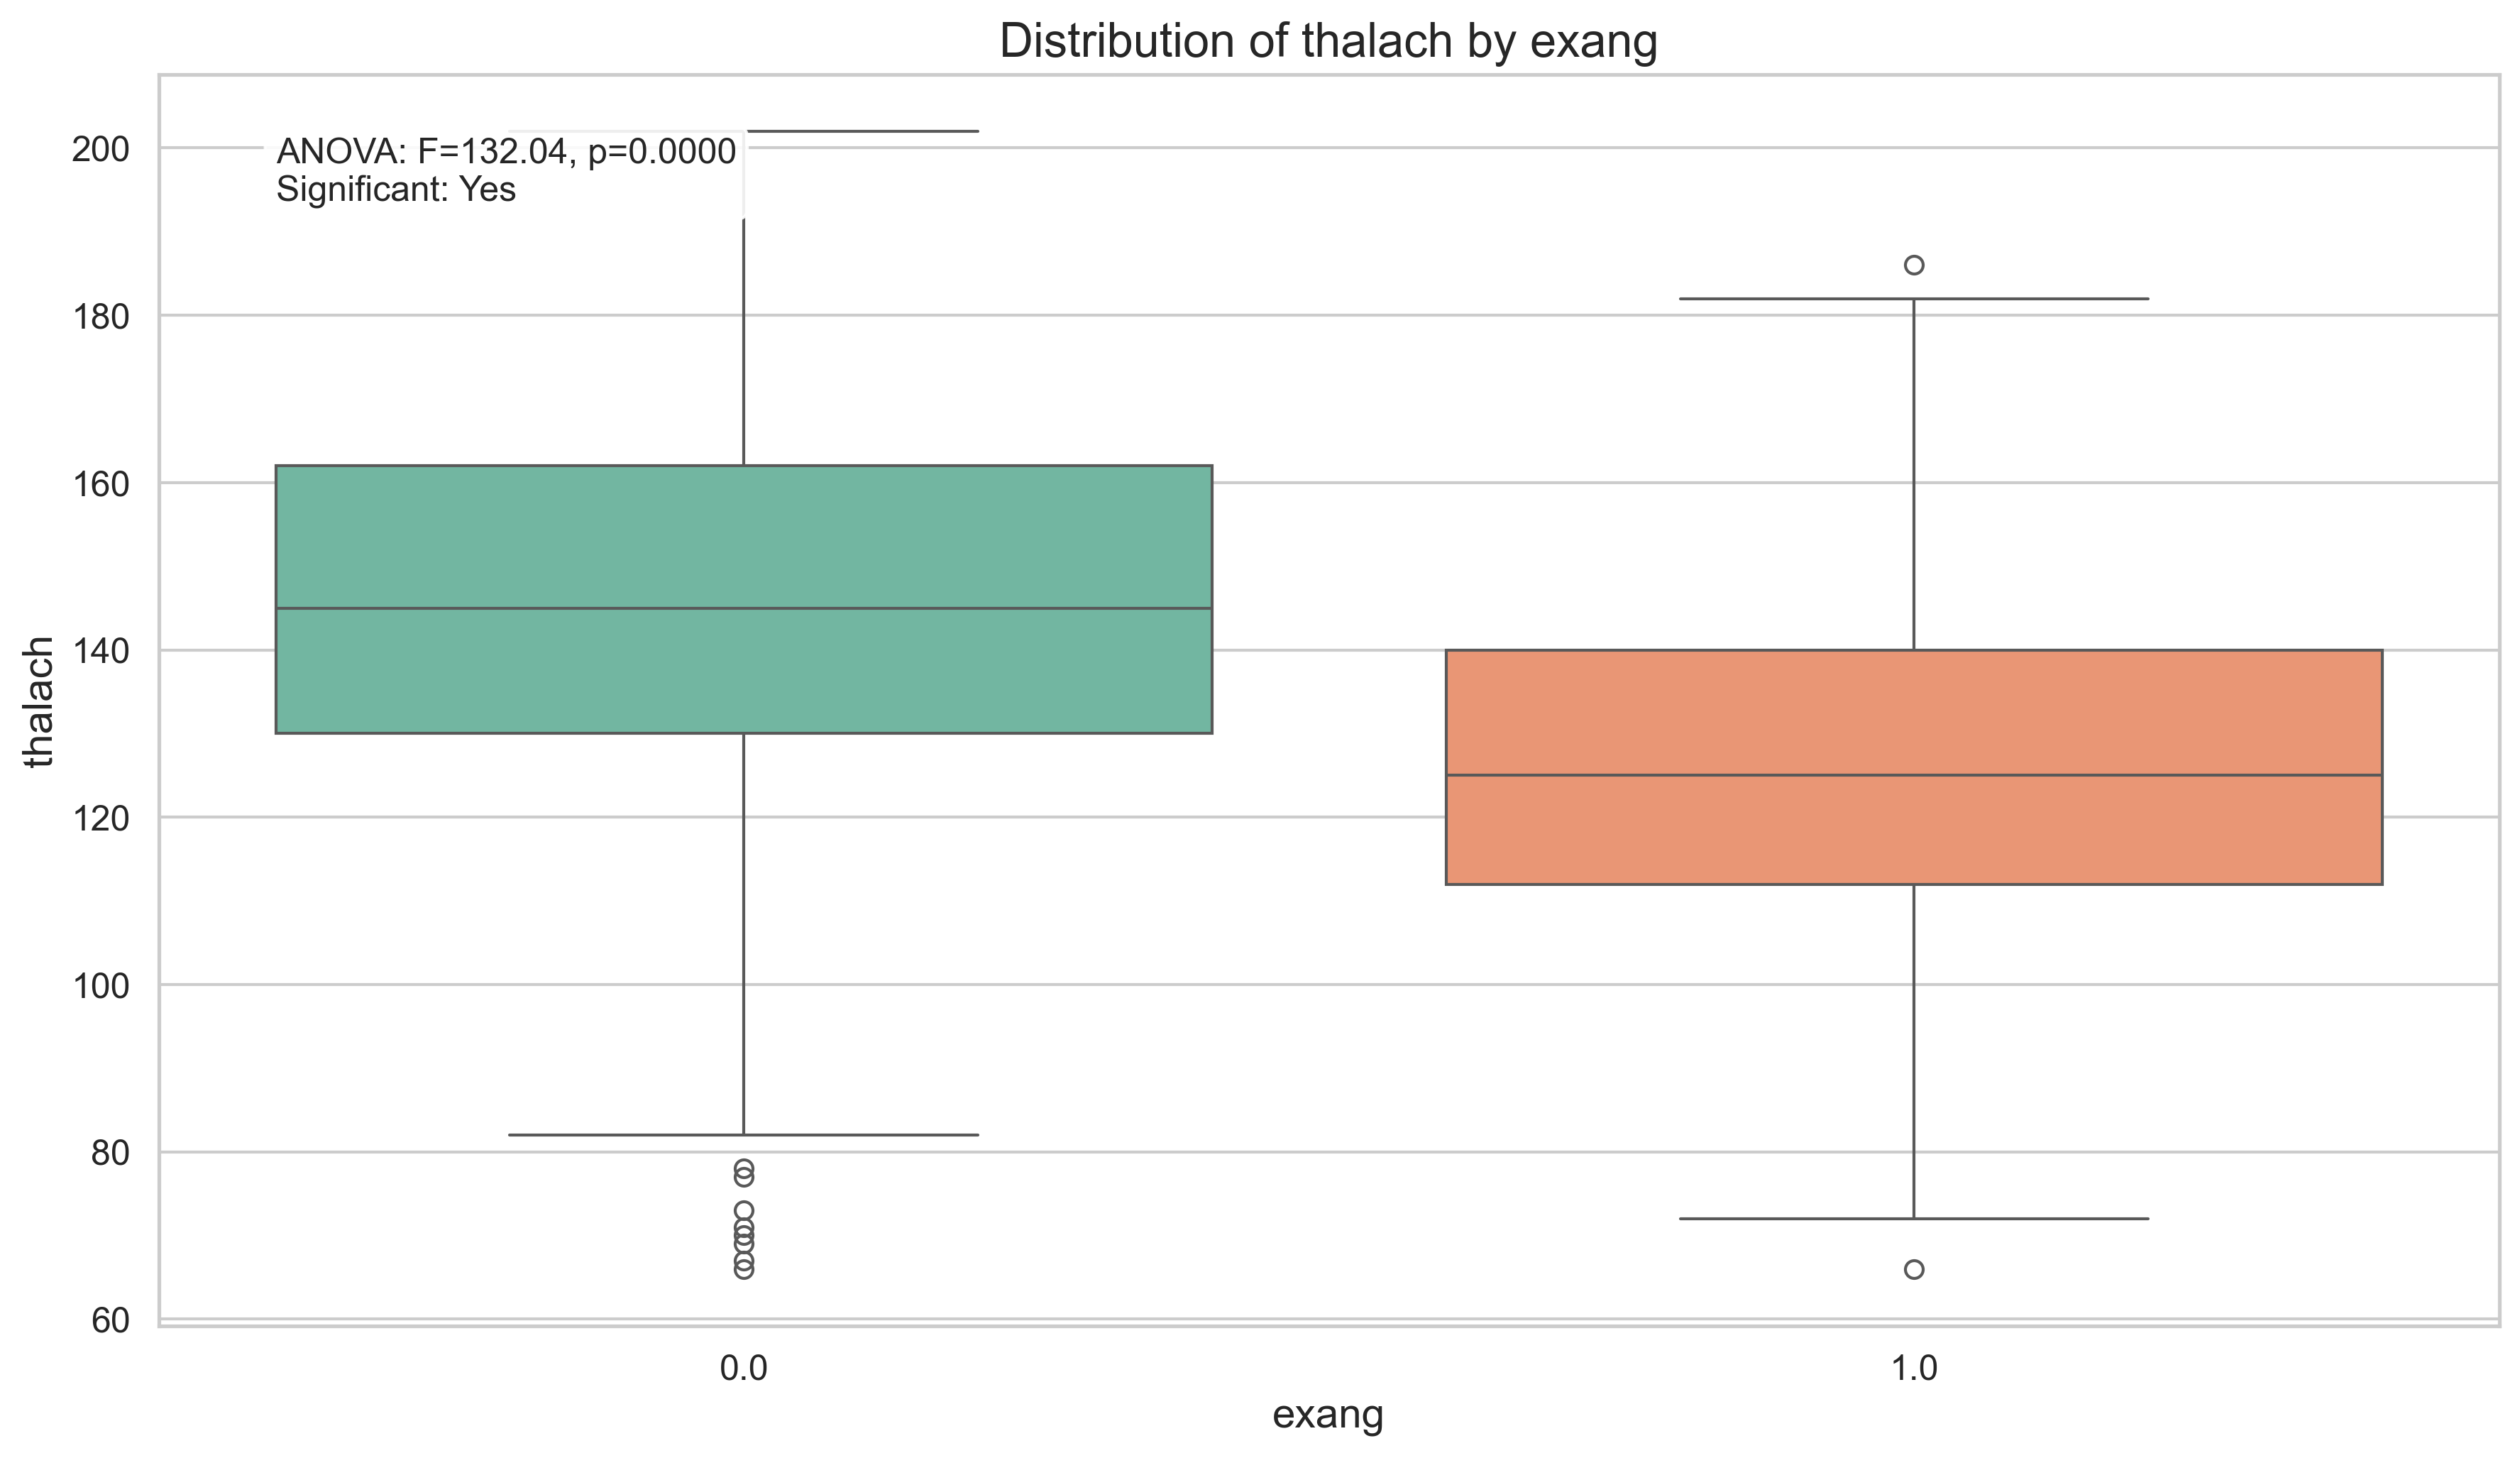 Distribution of thalach by exang
ANOVA: F=132.04, p=0.0000
Significant: Yes
thalach
200
180
160
140
120
100
80
60
0.0
1.0
exang